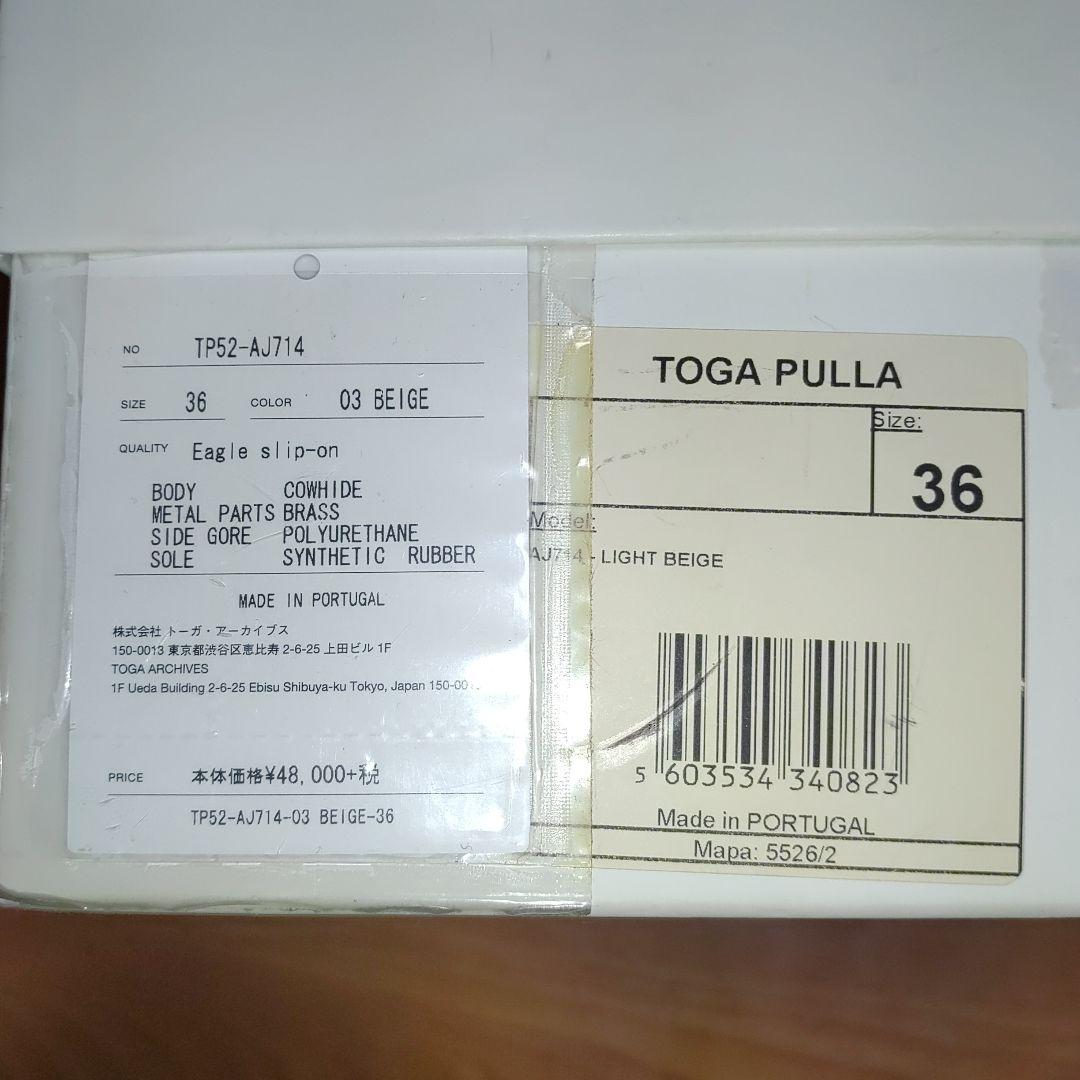 NO TP52-AJ714
SIZE 36 COLOR 03 BEIGE
QUALITY Eagle slip-on
BODY COWHIDE
METAL PARTS BRASS
SIDE GORE POLYURETHANE
SOLE SYNTHETIC RUBBER
MADE IN PORTUGAL
株式会社 トーガ・アーカイブス
150-0013 東京都渋谷区恵比寿 2-6-25 上田ビル 1F
TOGA ARCHIVES
1F Ueda Building 2-6-25 Ebisu Shibuya-ku Tokyo, Japan
PRICE 本体価格¥48,000+税
TP52-AJ714-03 BEIGE-36
TOGA PULLA
Size:
36
Model:
AJ714 - LIGHT BEIGE
5 603534 340823
Made in PORTUGAL
Mapa: 5526/2